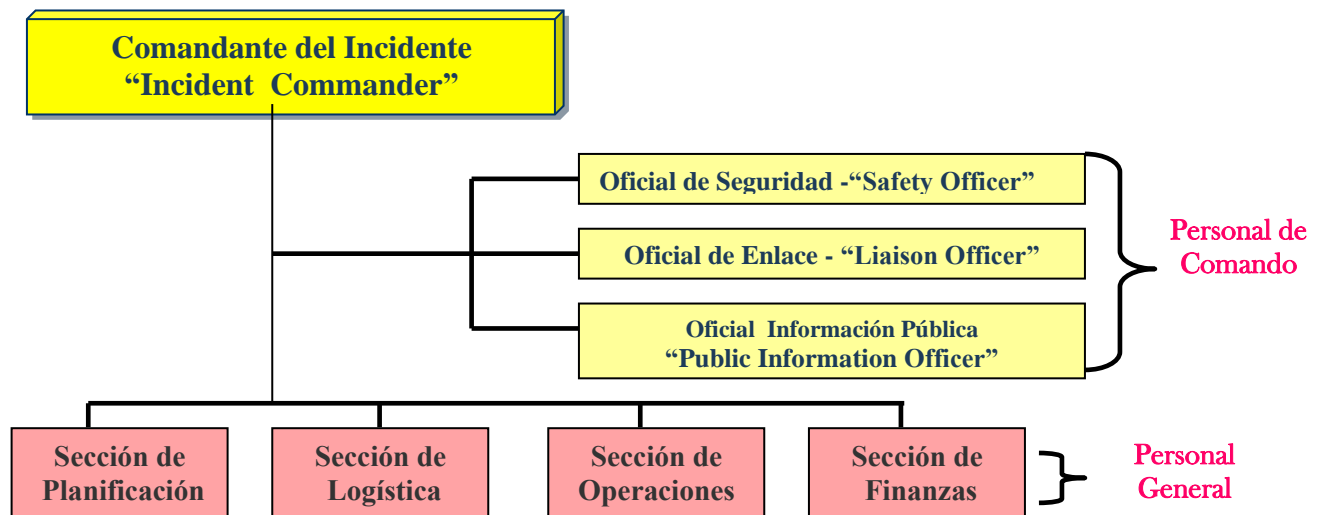 Comandante del Incidente
“Incident Commander”
Oficial de Seguridad -“Safety Officer”
Oficial de Enlace - “Liaison Officer”
Oficial Información Pública
“Public Information Officer”
Personal de
Comando
Sección de
Planificación
Sección de
Logística
Sección de
Operaciones
Sección de
Finanzas
Personal
General